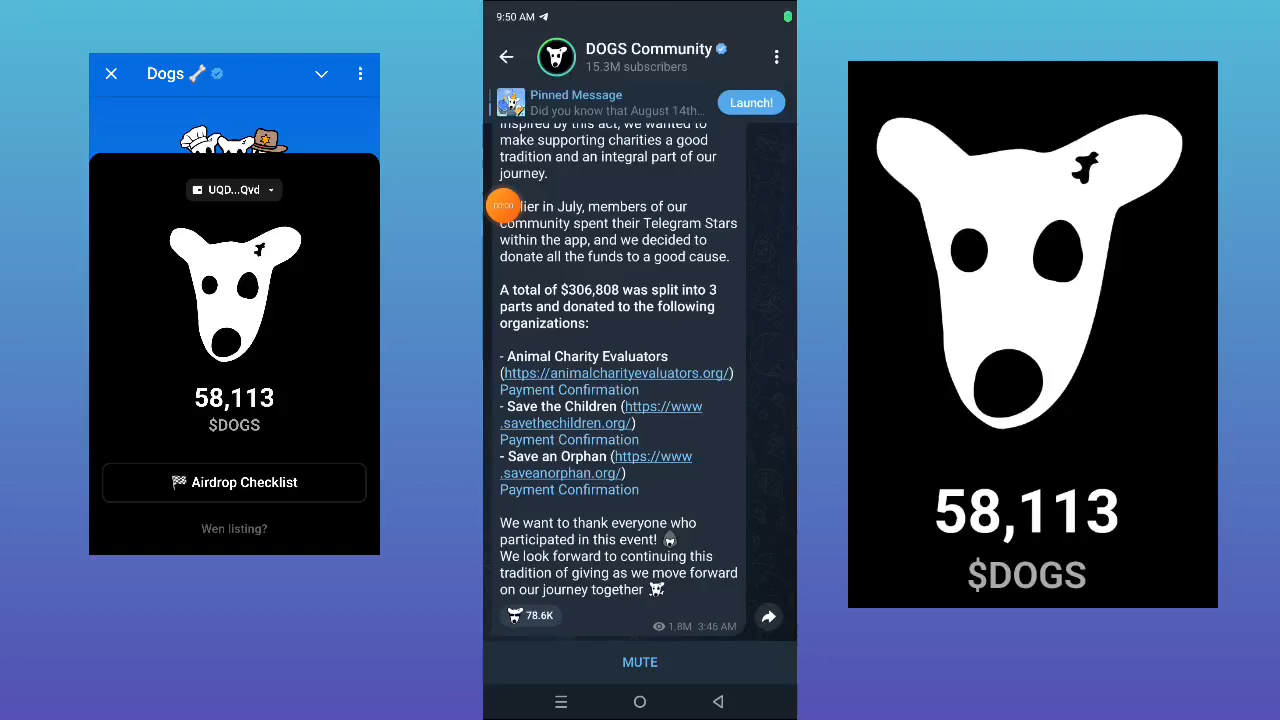 Dogs
UQD...Qvd
58,113
$DOGS
Airdrop Checklist
Wen listing?
9:50 AM
DOGS Community
15.3M subscribers
Pinned Message
Did you know that August 14th...
Launch!
inspired by this act, we wanted to
make supporting charities a good
tradition and an integral part of our
journey.
00:00
lier in July, members of our
community spent their Telegram Stars
within the app, and we decided to
donate all the funds to a good cause.
A total of $306,808 was split into 3
parts and donated to the following
organizations:
- Animal Charity Evaluators
(https://animalcharityevaluators.org/)
Payment Confirmation
- Save the Children (https://www
.savethechildren.org/)
Payment Confirmation
- Save an Orphan (https://www
.saveanorphan.org/)
Payment Confirmation
We want to thank everyone who
participated in this event!
We look forward to continuing this
tradition of giving as we move forward
on our journey together
78.6K
1,8M 3:46 AM
MUTE
58,113
$DOGS